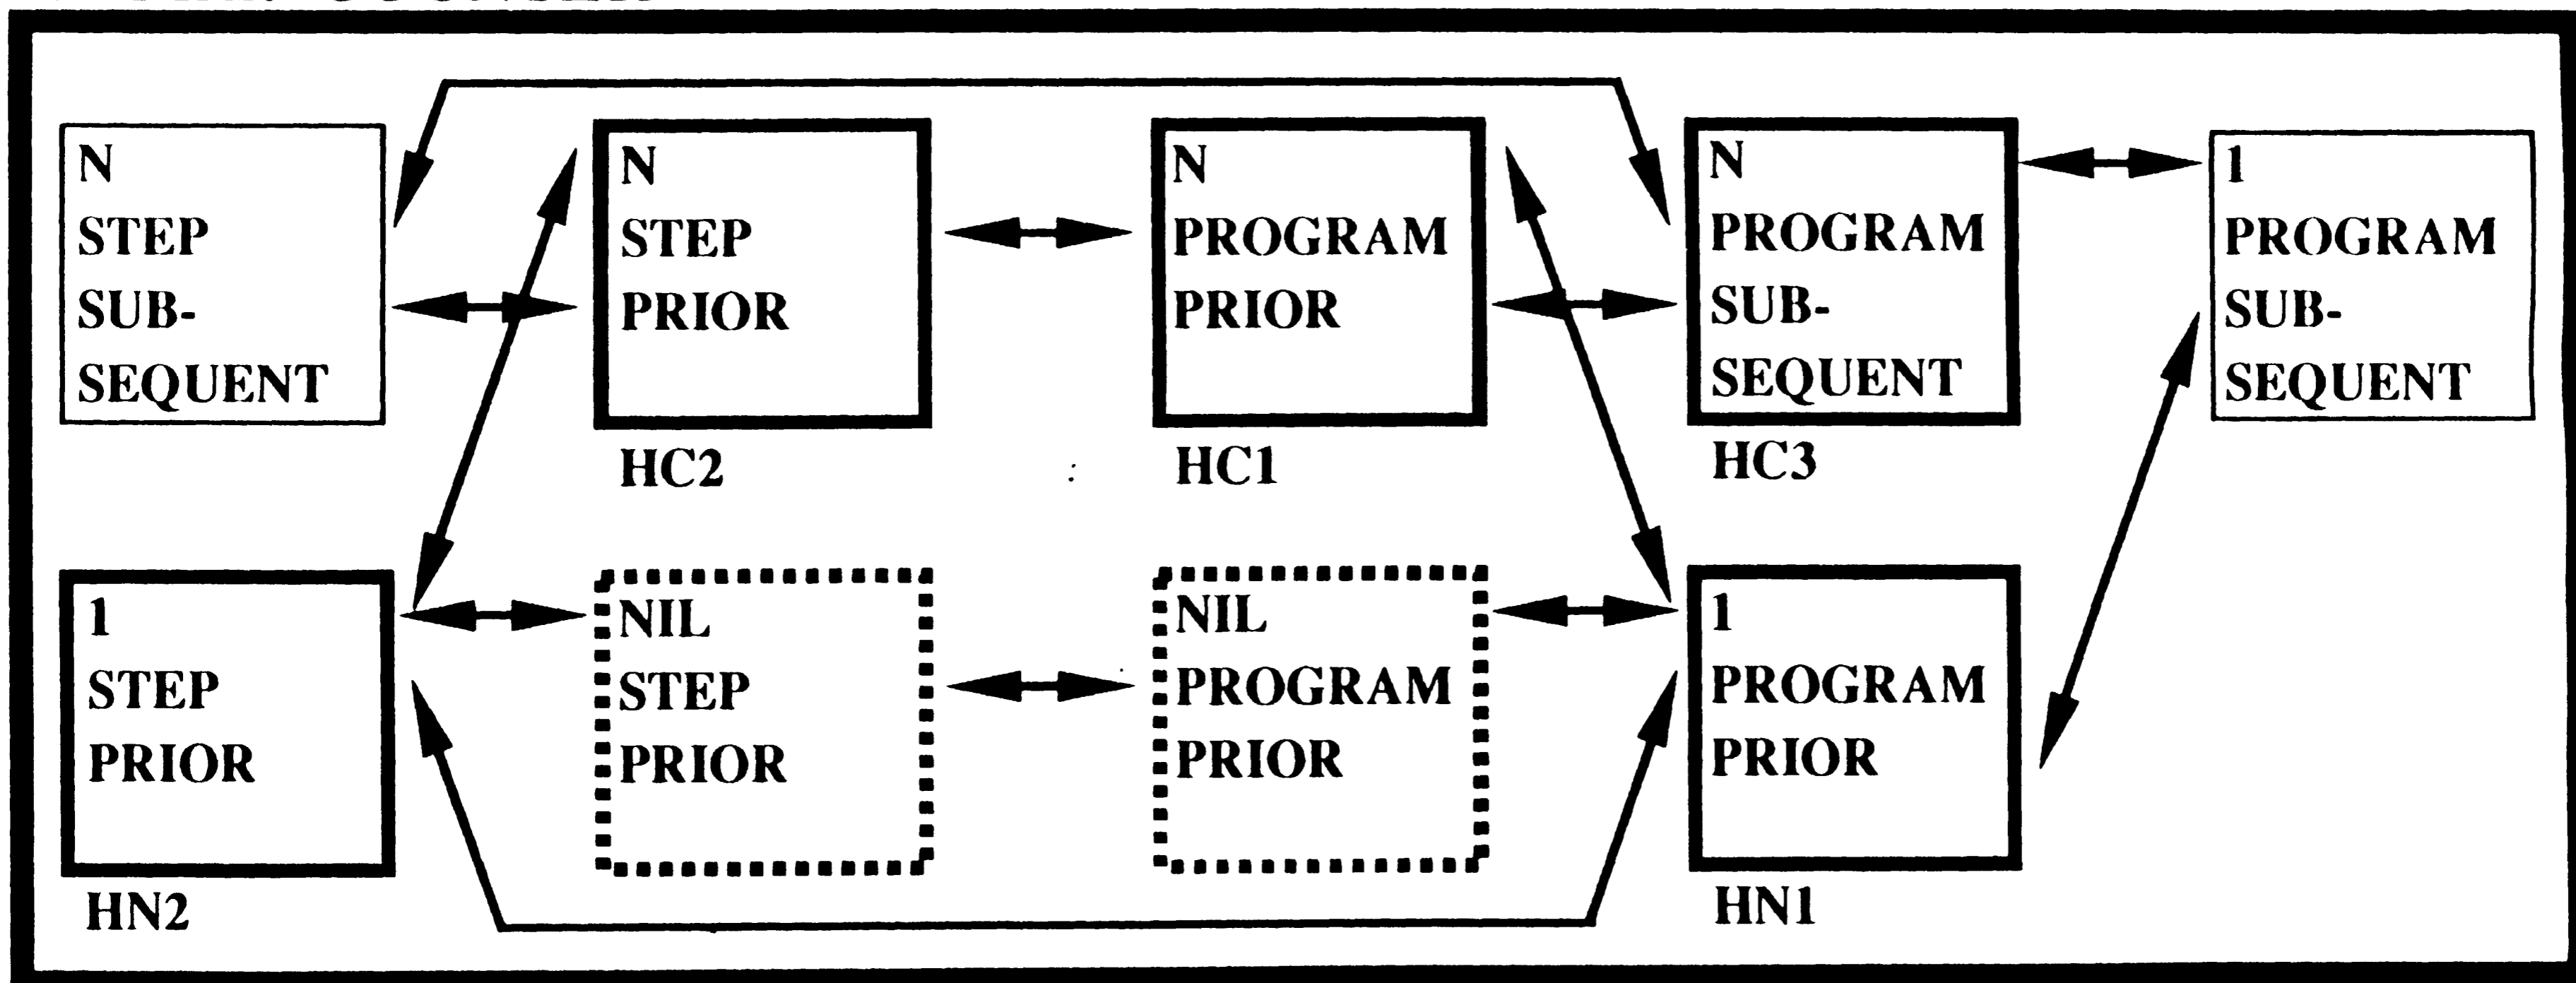 N
STEP
SUB-
SEQUENT
N
STEP
PRIOR
HC2
N
PROGRAM
PRIOR
HC1
N
PROGRAM
SUB-
SEQUENT
HC3
1
PROGRAM
SUB-
SEQUENT
1
STEP
PRIOR
HN2
NIL
STEP
PRIOR
NIL
PROGRAM
PRIOR
1
PROGRAM
PRIOR
HN1